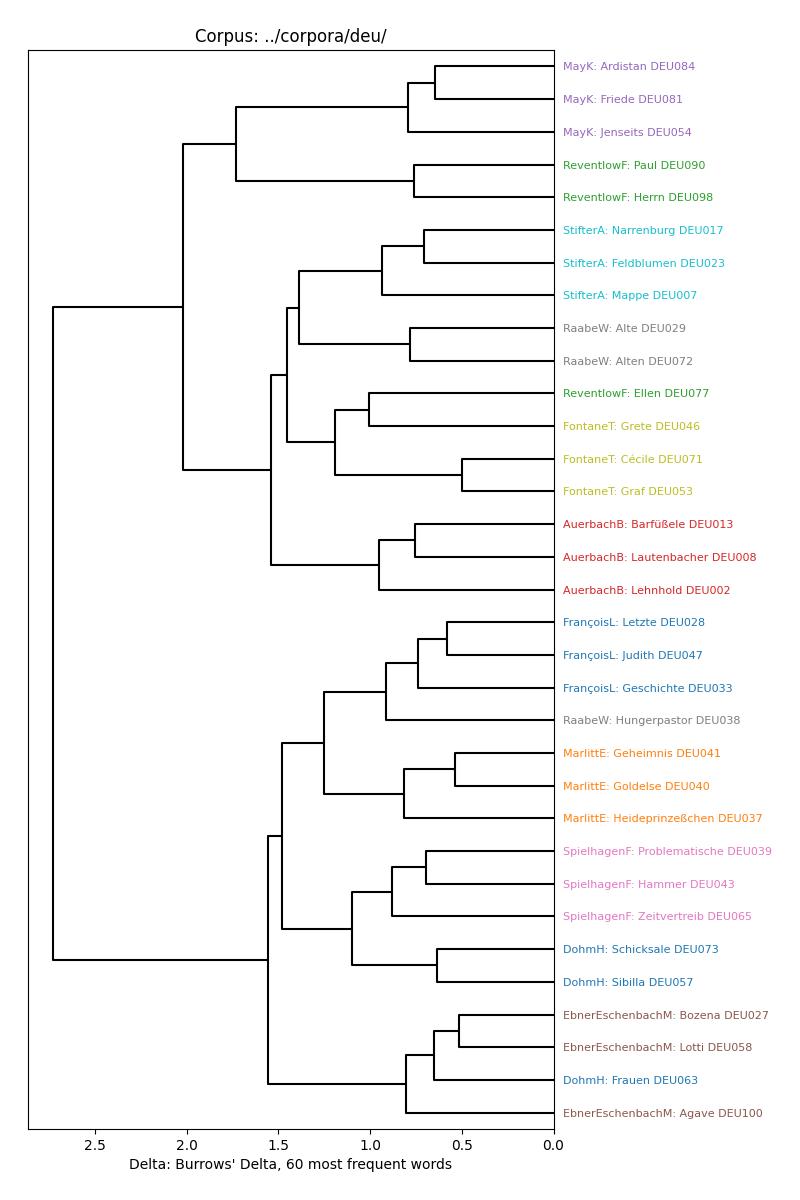 Corpus: ../corpora/deu/
MayK: Ardistan DEU084
MayK: Friede DEU081
MayK: Jenseits DEU054
ReventlowF: Paul DEU090
ReventlowF: Herrn DEU098
StifterA: Narrenburg DEU017
StifterA: Feldblumen DEU023
StifterA: Mappe DEU007
RaabeW: Alte DEU029
RaabeW: Alten DEU072
ReventlowF: Ellen DEU077
FontaneT: Grete DEU046
FontaneT: Cécile DEU071
FontaneT: Graf DEU053
AuerbachB: Barfüßele DEU013
AuerbachB: Lautenbacher DEU008
AuerbachB: Lehnhold DEU002
FrançoisL: Letzte DEU028
FrançoisL: Judith DEU047
FrançoisL: Geschichte DEU033
RaabeW: Hungerpastor DEU038
MarlittE: Geheimnis DEU041
MarlittE: Goldelse DEU040
MarlittE: Heideprinzeßchen DEU037
SpielhagenF: Problematische DEU039
SpielhagenF: Hammer DEU043
SpielhagenF: Zeitvertreib DEU065
DohmH: Schicksale DEU073
DohmH: Sibilla DEU057
EbnerEschenbachM: Bozena DEU027
EbnerEschenbachM: Lotti DEU058
DohmH: Frauen DEU063
EbnerEschenbachM: Agave DEU100
2.5 2.0 1.5 1.0 0.5 0.0
Delta: Burrows' Delta, 60 most frequent words